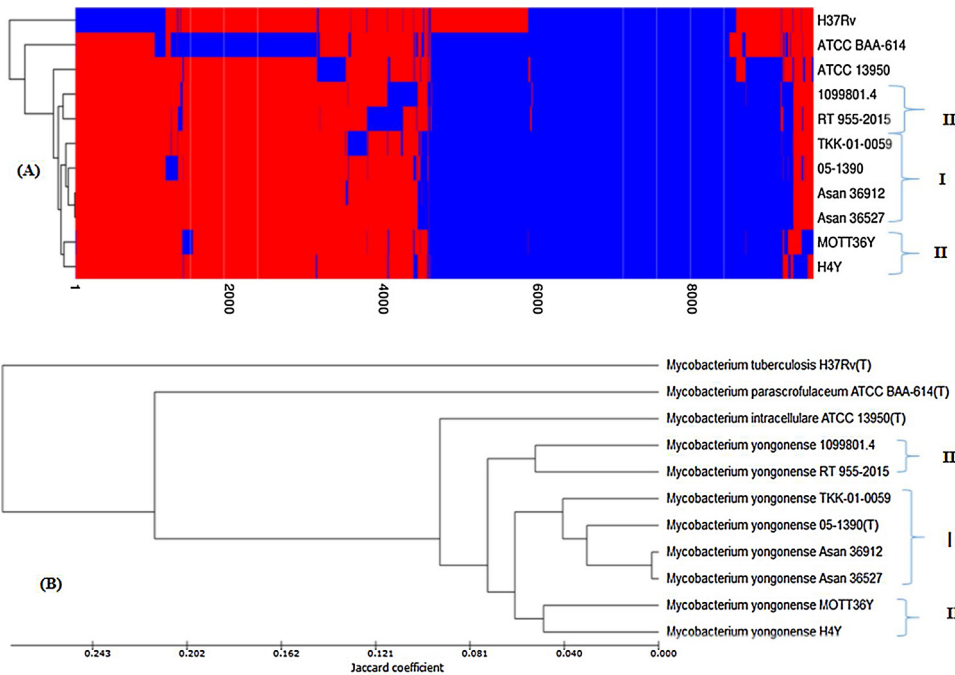 H37Rv
ATCC BAA-614
ATCC 13950
1099801.4
II
RT 955-2015
TKK-01-0059
(A)
05-1390
I
Asan 36912
Asan 36527
MOTT36Y
II
H4Y
1 2000 4000 6000 8000
Mycobacterium tuberculosis H37Rv(T)
Mycobacterium parascrofulaceum ATCC BAA-614(T)
Mycobacterium intracellulare ATCC 13950(T)
Mycobacterium yongonense 1099801.4
II
Mycobacterium yongonense RT 955-2015
Mycobacterium yongonense TKK-01-0059
Mycobacterium yongonense 05-1390(T)
I
Mycobacterium yongonense Asan 36912
(B)
Mycobacterium yongonense Asan 36527
Mycobacterium yongonense MOTT36Y
II
Mycobacterium yongonense H4Y
0.243 0.202 0.162 0.121 0.081 0.040 0.000
Jaccard coefficient